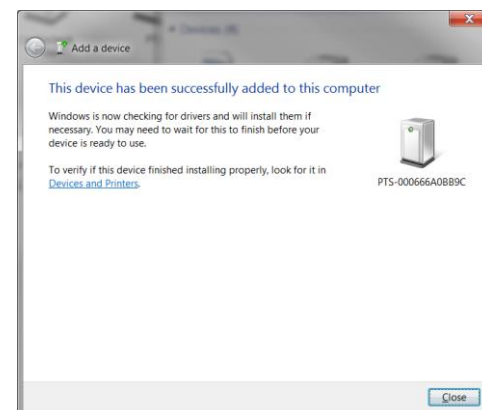 Devices (8)
Add a device
This device has been successfully added to this computer
Windows is now checking for drivers and will install them if
necessary. You may need to wait for this to finish before your
device is ready to use.
To verify if this device finished installing properly, look for it in
Devices and Printers.
PTS-000666A0BB9C
Close